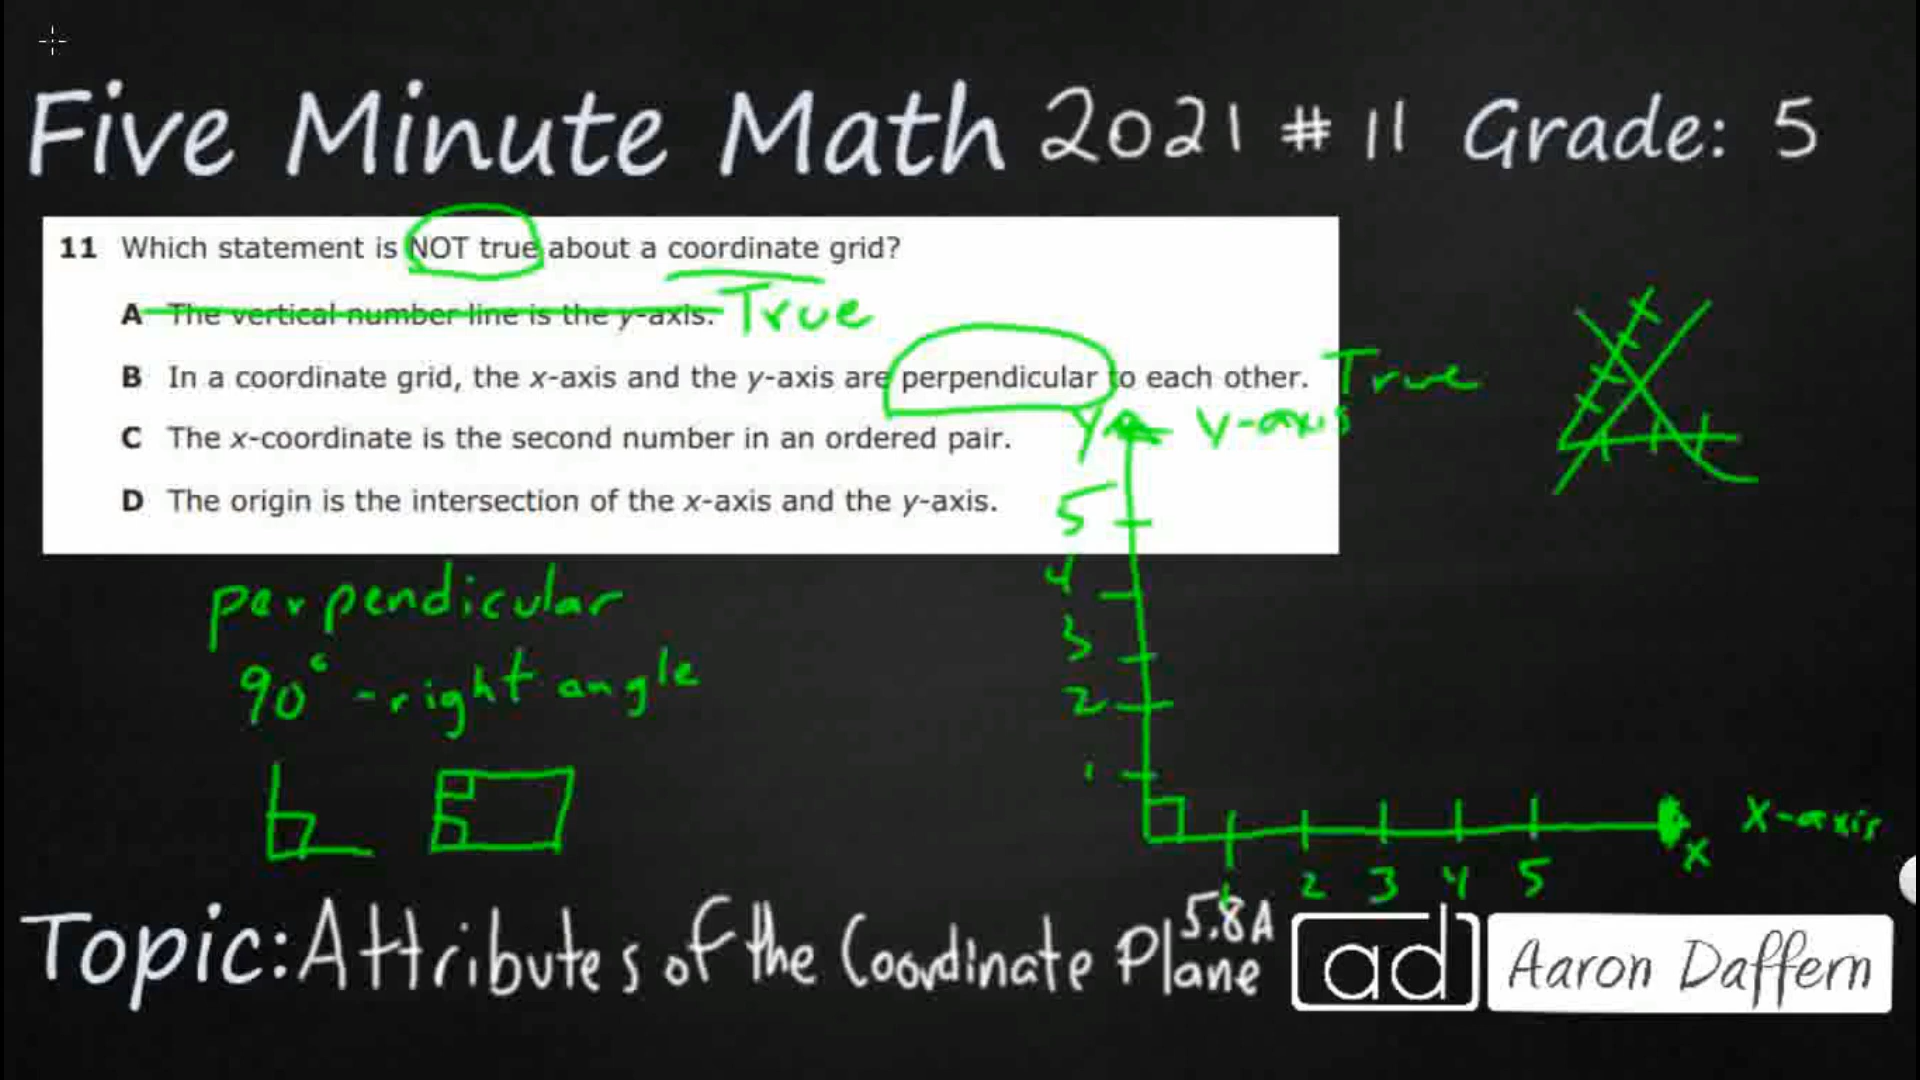 Five Minute Math 2021 # 11 Grade: 5
11 Which statement is NOT true about a coordinate grid?
A The vertical number line is the y-axis. True
B In a coordinate grid, the x-axis and the y-axis are perpendicular to each other. True
y y-axis
C The x-coordinate is the second number in an ordered pair.
D The origin is the intersection of the x-axis and the y-axis.
5
4
perpendicular
3
90° - right angle
2
1
x-axis
x
1 2 3 4 5
Topic: Attributes of the Coordinate Plane 5.8A
ad Aaron Daffern